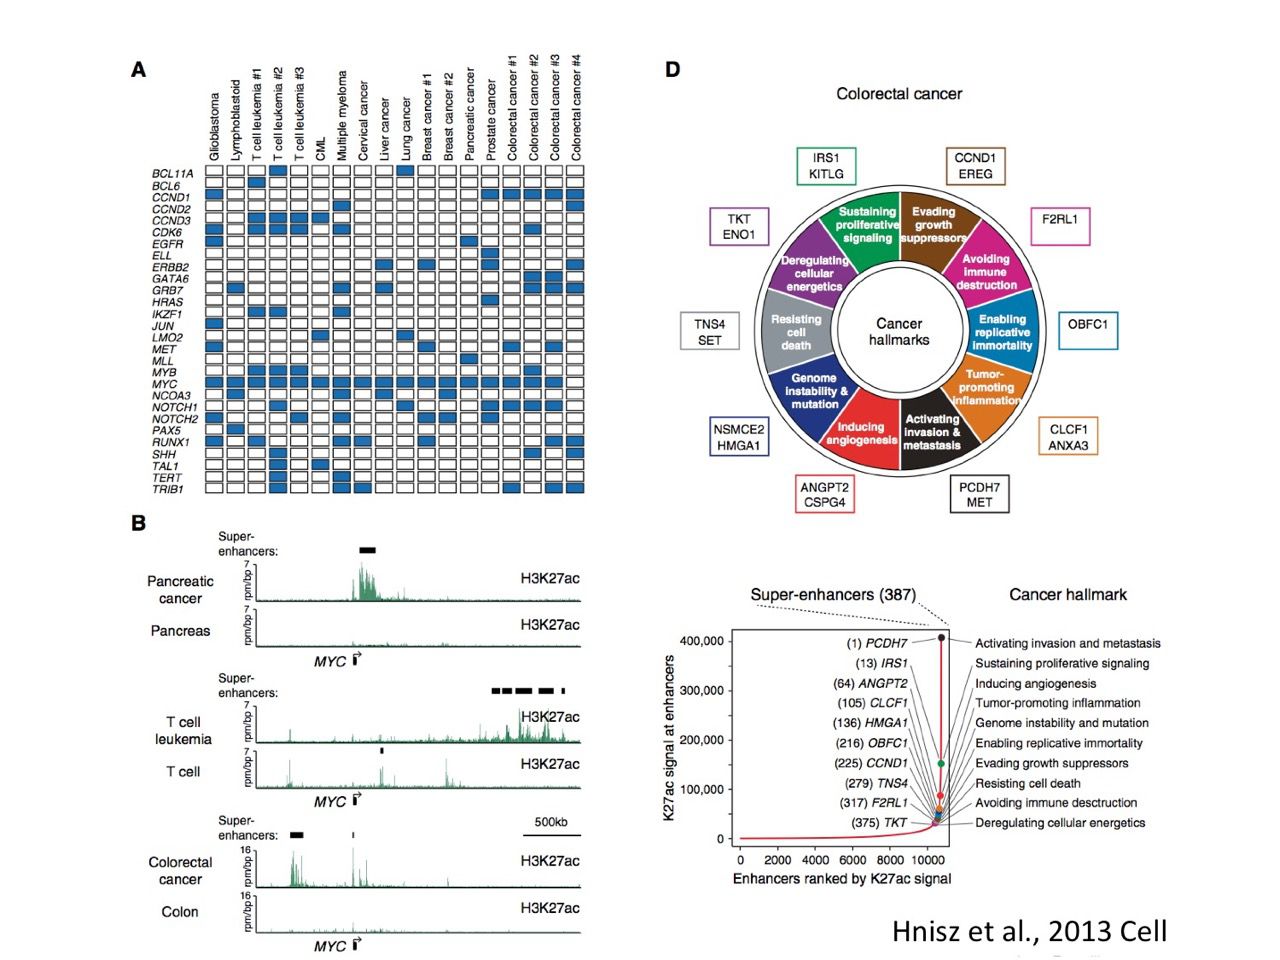 A
Glioblastoma
Lymphoblastoid
T cell leukemia #1
T cell leukemia #2
T cell leukemia #3
CML
Multiple myeloma
Cervical cancer
Liver cancer
Lung cancer
Breast cancer #1
Breast cancer #2
Pancreatic cancer
Prostate cancer
Colorectal cancer #1
Colorectal cancer #2
Colorectal cancer #3
Colorectal cancer #4
BCL11A
BCL6
CCND1
CCND2
CCND3
CDK6
EGFR
ELL
ERBB2
GATA6
GRB7
HRAS
IKZF1
JUN
LMO2
MET
MLL
MYB
MYC
NCOA3
NOTCH1
NOTCH2
PAX5
RUNX1
SHH
TAL1
TERT
TRIB1
B
Super-
enhancers:
7
rpm/bp
H3K27ac
Pancreatic
cancer
7
rpm/bp
H3K27ac
Pancreas
MYC
Super-
enhancers:
7
rpm/bp
H3K27ac
T cell
leukemia
7
rpm/bp
H3K27ac
T cell
MYC
Super-
enhancers:
500kb
16
rpm/bp
H3K27ac
Colorectal
cancer
16
rpm/bp
H3K27ac
Colon
MYC
D
Colorectal cancer
IRS1
KITLG
CCND1
EREG
TKT
ENO1
F2RL1
TNS4
SET
OBFC1
NSMCE2
HMGA1
CLCF1
ANXA3
ANGPT2
CSPG4
PCDH7
MET
Sustaining
proliferative
signaling
Evading
growth
suppressors
Deregulating
cellular
energetics
Avoiding
immune
destruction
Resisting
cell
death
Cancer
hallmarks
Enabling
replicative
immortality
Genome
instability &
mutation
Tumor-
promoting
inflammation
Inducing
angiogenesis
Activating
invasion &
metastasis
Super-enhancers (387)
Cancer hallmark
K27ac signal at enhancers
400,000
300,000
200,000
100,000
0
(1) PCDH7
(13) IRS1
(64) ANGPT2
(105) CLCF1
(136) HMGA1
(216) OBFC1
(225) CCND1
(279) TNS4
(317) F2RL1
(375) TKT
Activating invasion and metastasis
Sustaining proliferative signaling
Inducing angiogenesis
Tumor-promoting inflammation
Genome instability and mutation
Enabling replicative immortality
Evading growth suppressors
Resisting cell death
Avoiding immune desctruction
Deregulating cellular energetics
0 2000 4000 6000 8000 10000
Enhancers ranked by K27ac signal
Hnisz et al., 2013 Cell